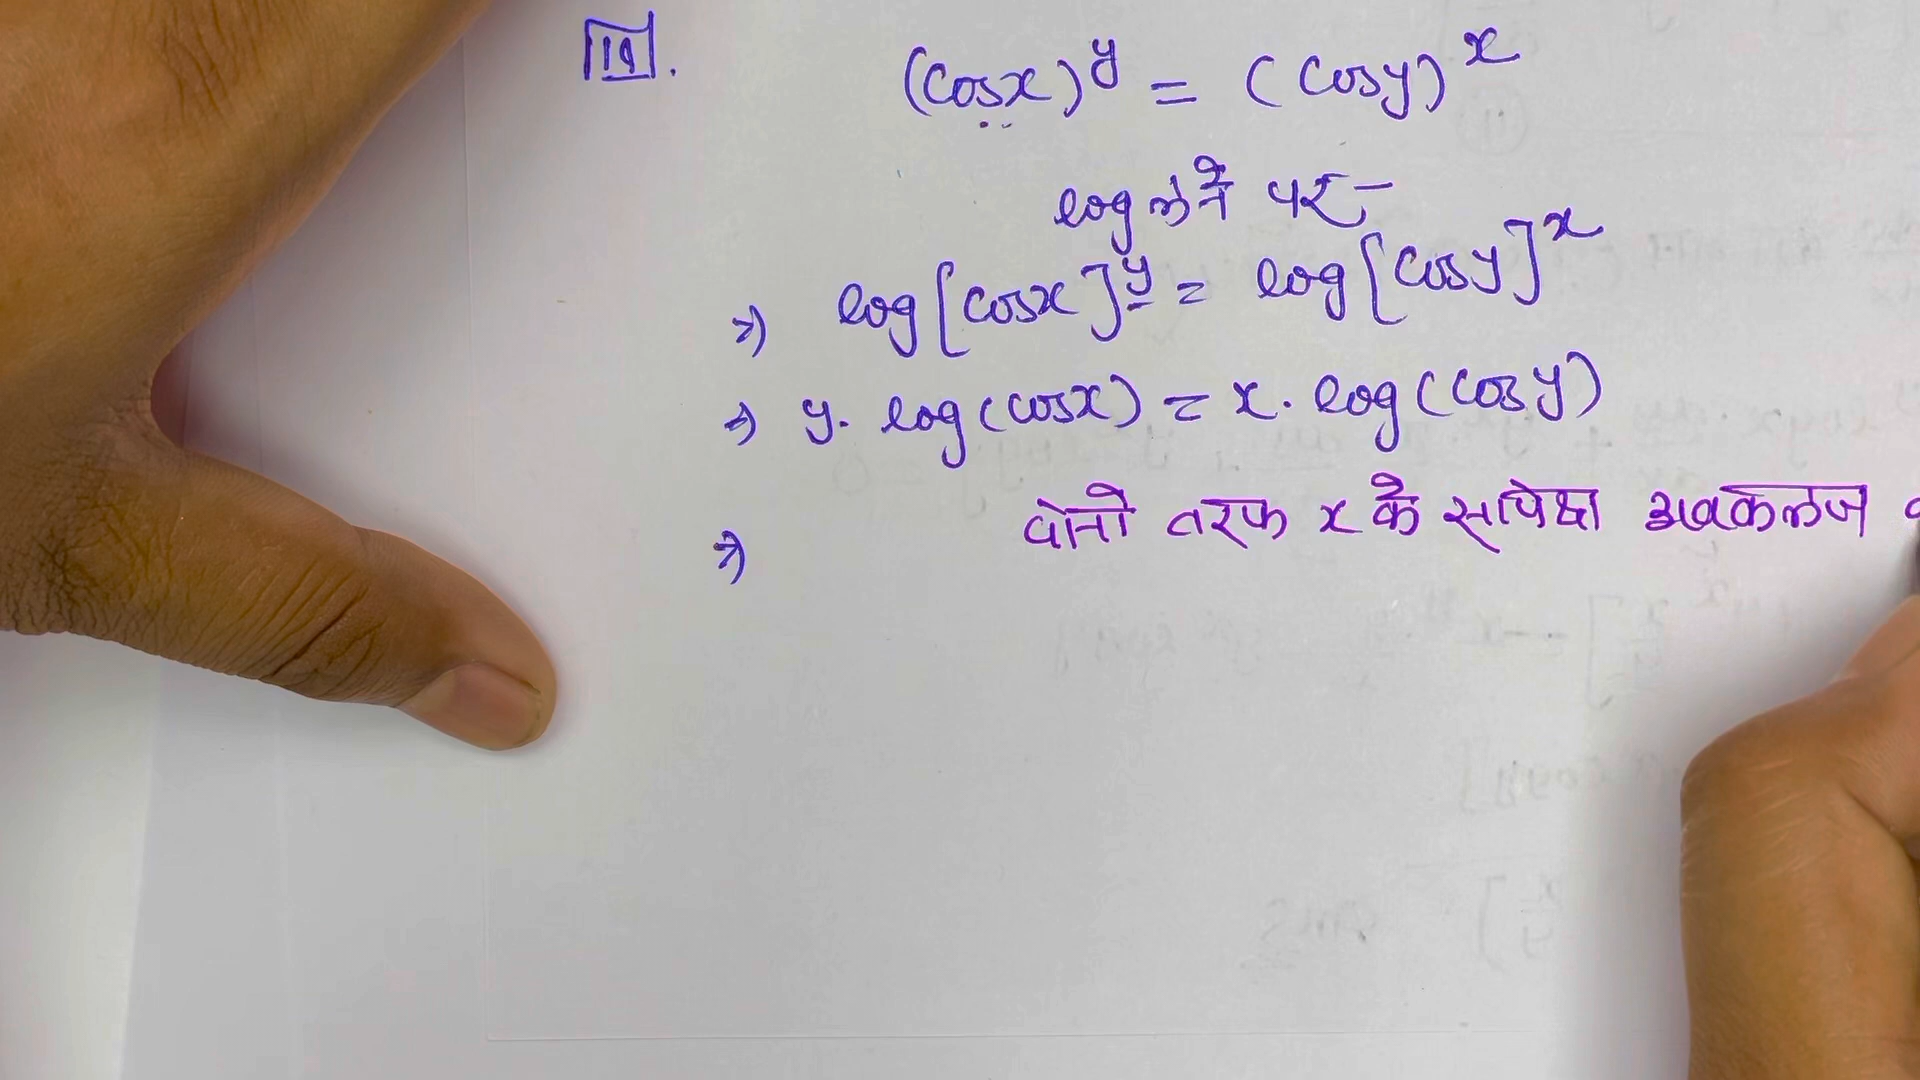 19.
(cosx)^y = (cosy)^x
log लेने पर-
⇒ log[cosx]^y = log[cosy]^x
⇒ y. log(cosx) = x. log(cosy)
⇒ दोनो तरफ x के सापेक्ष अवकलज